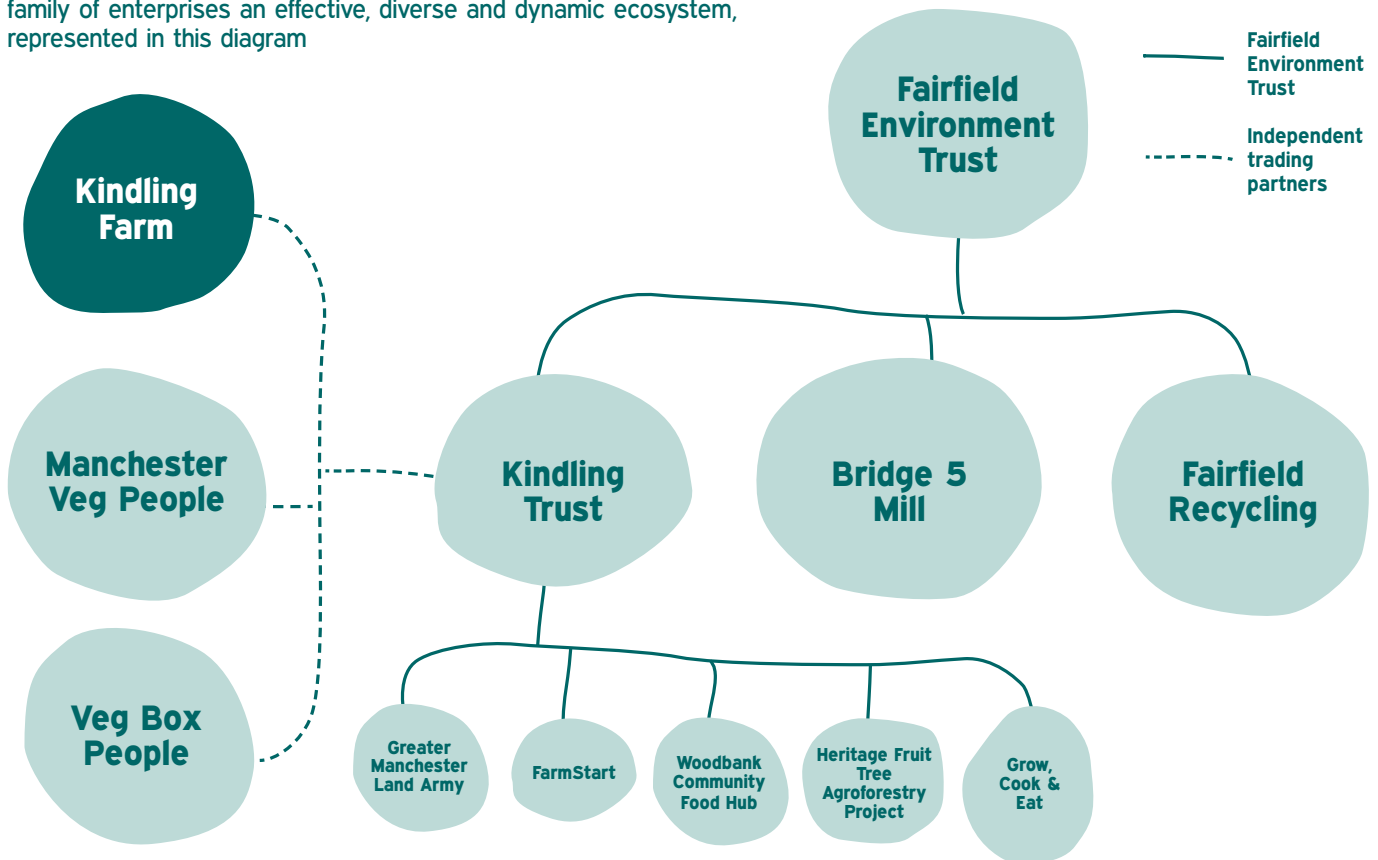 family of enterprises an effective, diverse and dynamic ecosystem,
represented in this diagram
Fairfield
Environment
Trust
Fairfield
Environment
Trust
Independent
trading
partners
Kindling
Farm
Manchester
Veg People
Kindling
Trust
Bridge 5
Mill
Fairfield
Recycling
Veg Box
People
Greater
Manchester
Land Army
FarmStart
Woodbank
Community
Food Hub
Heritage Fruit
Tree
Agroforestry
Project
Grow,
Cook &
Eat